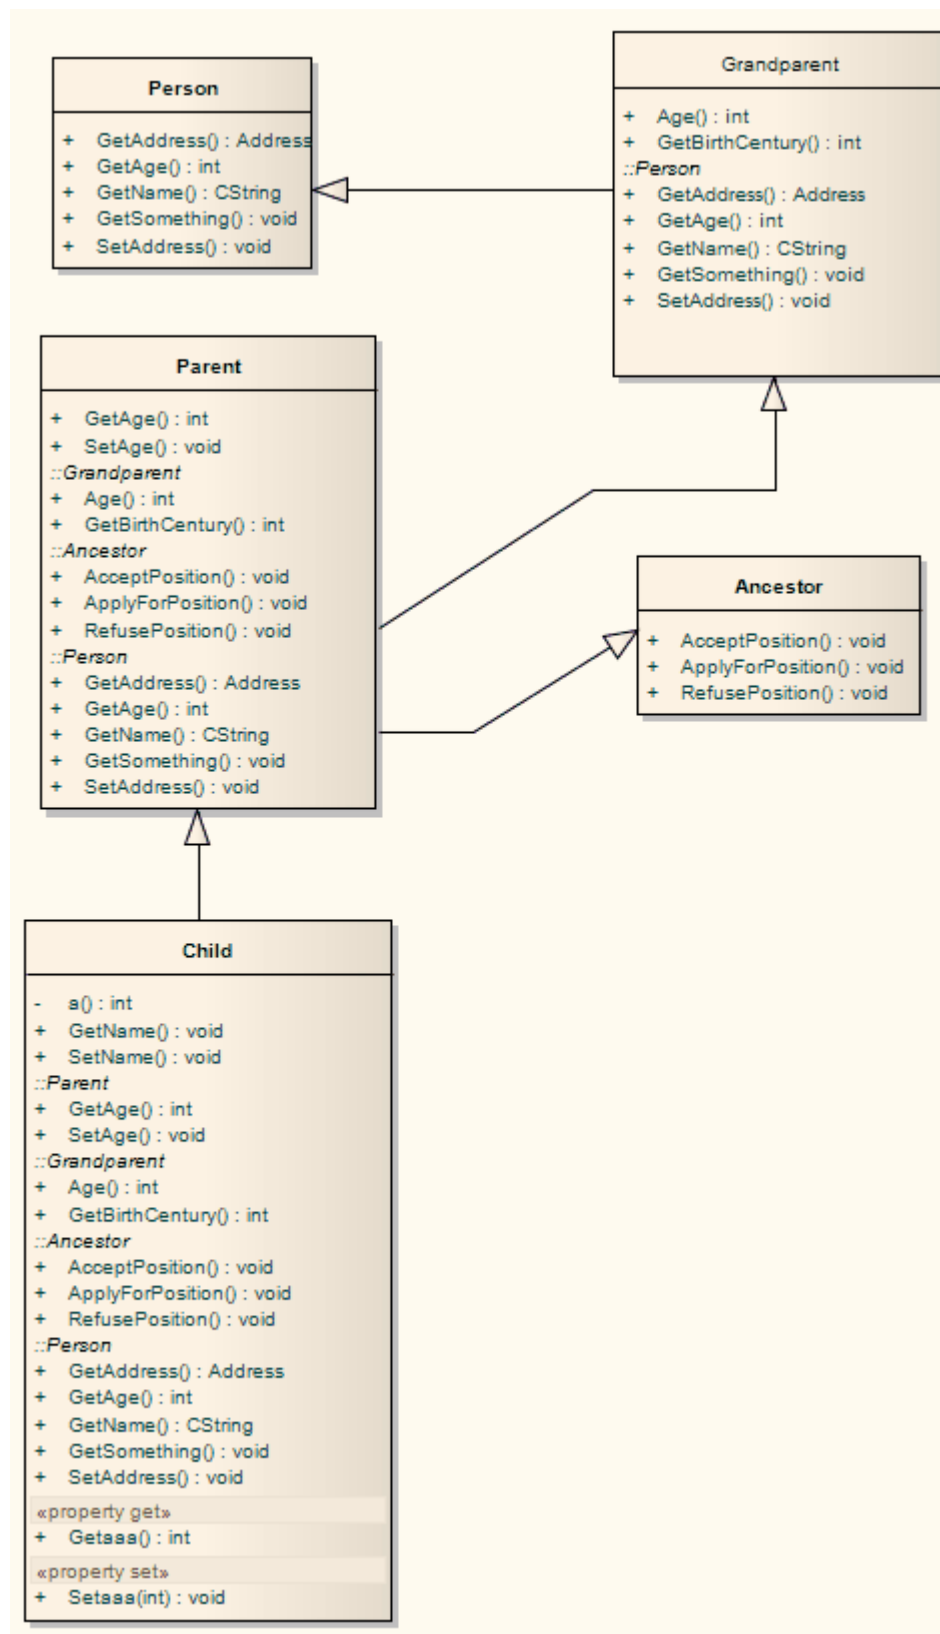 Person
+ GetAddress() : Address
+ GetAge() : int
+ GetName() : CString
+ GetSomething() : void
+ SetAddress() : void
Grandparent
+ Age() : int
+ GetBirthCentury() : int
::Person
+ GetAddress() : Address
+ GetAge() : int
+ GetName() : CString
+ GetSomething() : void
+ SetAddress() : void
Parent
+ GetAge() : int
+ SetAge() : void
::Grandparent
+ Age() : int
+ GetBirthCentury() : int
::Ancestor
+ AcceptPosition() : void
+ ApplyForPosition() : void
+ RefusePosition() : void
::Person
+ GetAddress() : Address
+ GetAge() : int
+ GetName() : CString
+ GetSomething() : void
+ SetAddress() : void
Ancestor
+ AcceptPosition() : void
+ ApplyForPosition() : void
+ RefusePosition() : void
Child
- a() : int
+ GetName() : void
+ SetName() : void
::Parent
+ GetAge() : int
+ SetAge() : void
::Grandparent
+ Age() : int
+ GetBirthCentury() : int
::Ancestor
+ AcceptPosition() : void
+ ApplyForPosition() : void
+ RefusePosition() : void
::Person
+ GetAddress() : Address
+ GetAge() : int
+ GetName() : CString
+ GetSomething() : void
+ SetAddress() : void
«property get»
+ Getaaa() : int
«property set»
+ Setaaa(int) : void